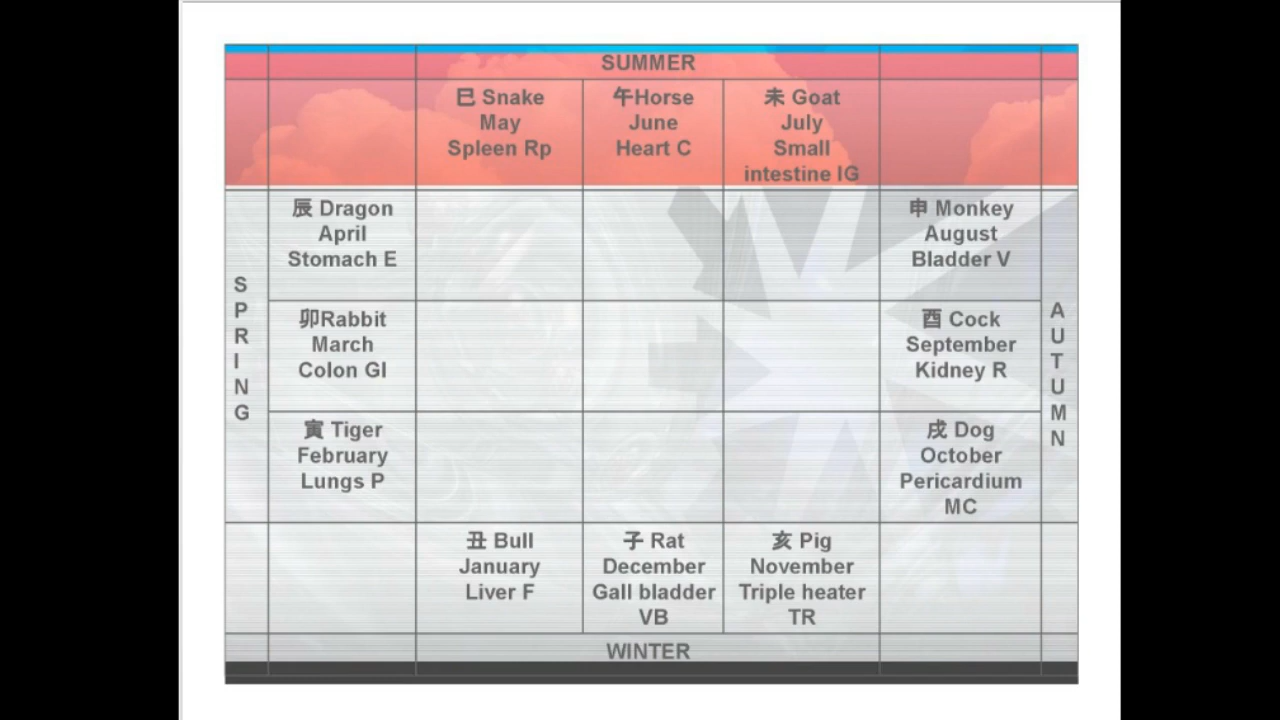 SUMMER
巳 Snake
May
Spleen Rp
午Horse
June
Heart C
未 Goat
July
Small
intestine IG
辰 Dragon
April
Stomach E
申 Monkey
August
Bladder V
SPRING
卯Rabbit
March
Colon GI
酉 Cock
September
Kidney R
AUTUMN
寅 Tiger
February
Lungs P
戌 Dog
October
Pericardium
MC
丑 Bull
January
Liver F
子 Rat
December
Gall bladder
VB
亥 Pig
November
Triple heater
TR
WINTER